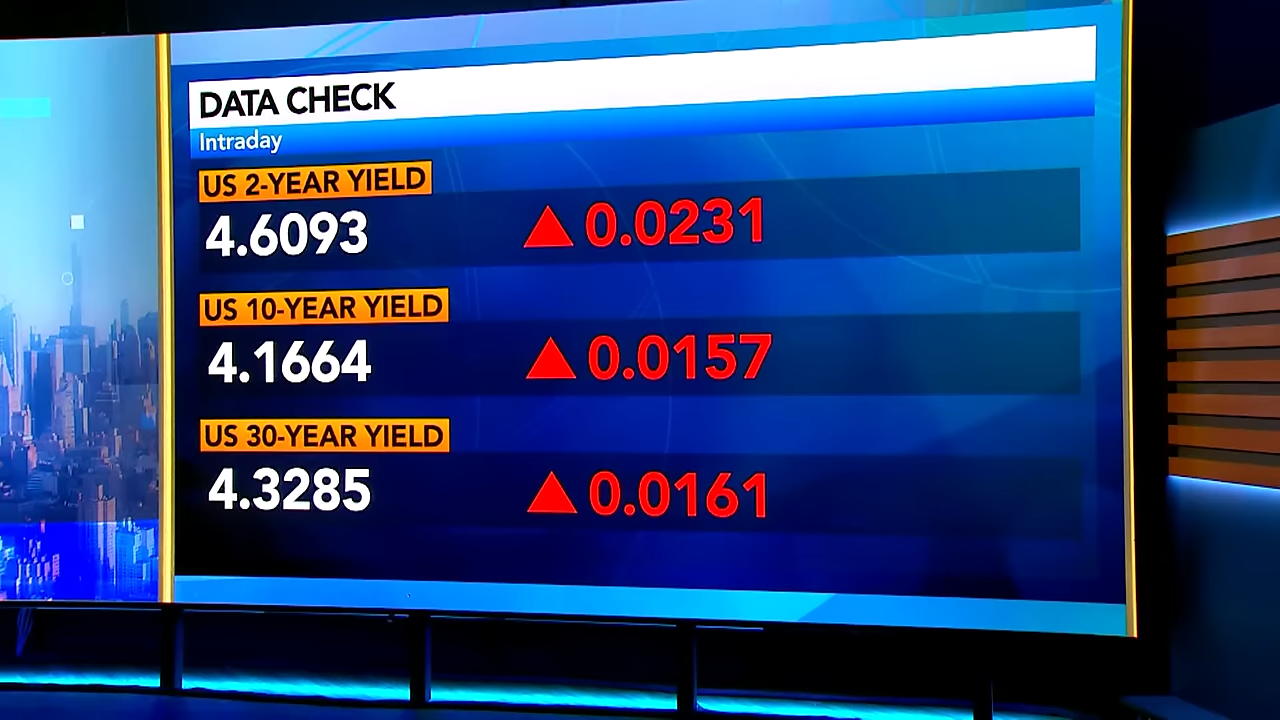 DATA CHECK
Intraday
US 2-YEAR YIELD
4.6093 ▲ 0.0231
US 10-YEAR YIELD
4.1664 ▲ 0.0157
US 30-YEAR YIELD
4.3285 ▲ 0.0161